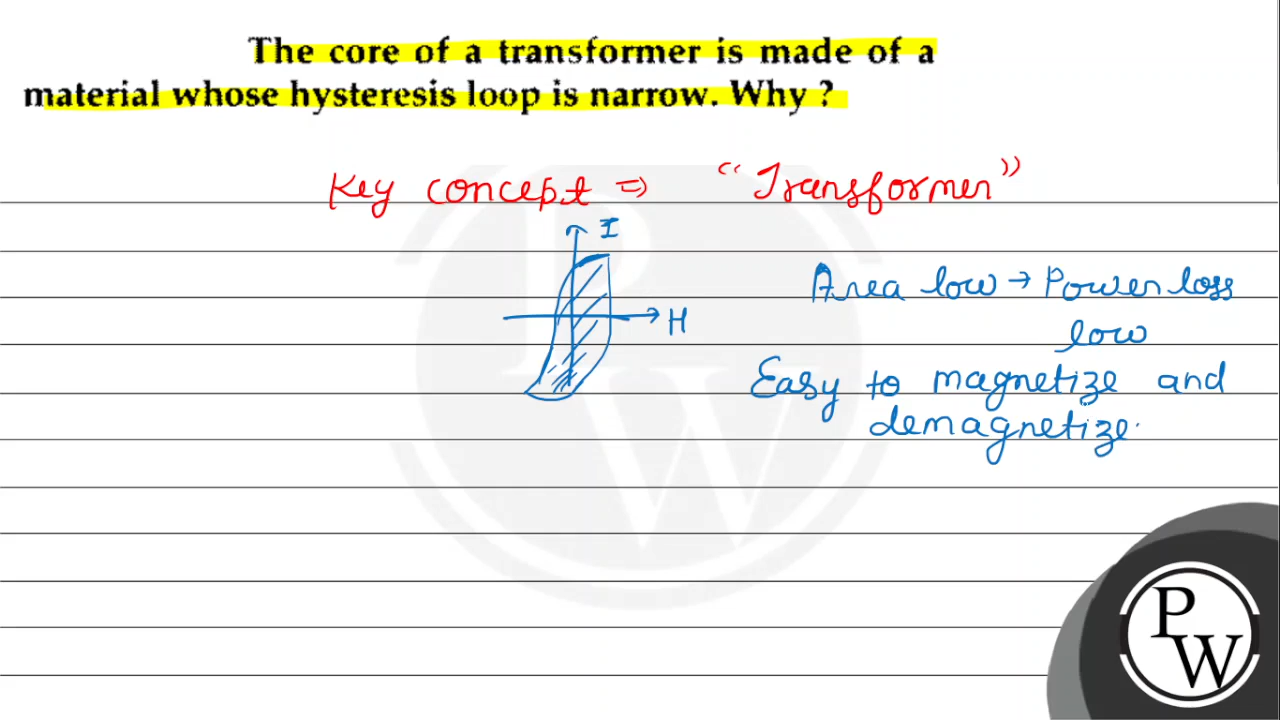 The core of a transformer is made of a
material whose hysteresis loop is narrow. Why ?
Key concept ⇒ “Transformer”
I
H
Area low → Power loss
low
Easy to magnetize and
demagnetize.
PW
PW